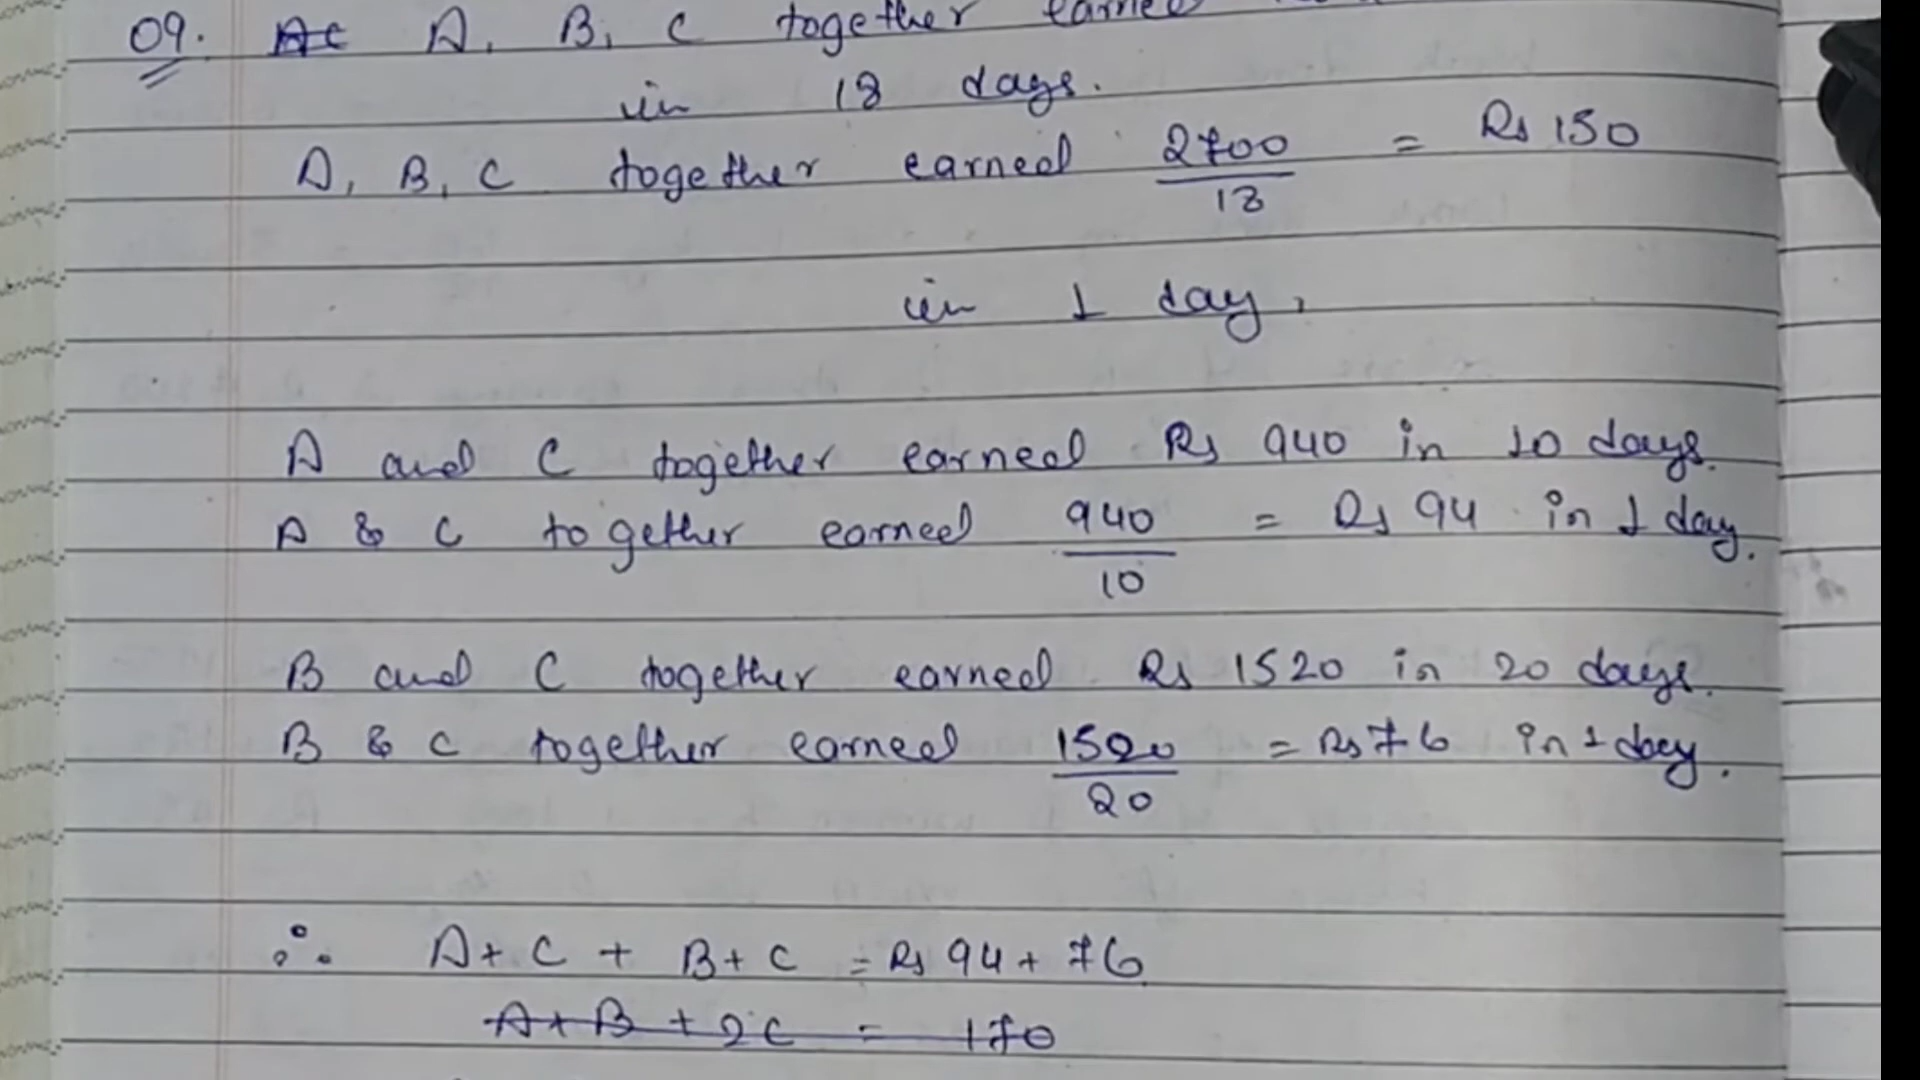 09. AC A, B, C together earned
in 18 days.
A, B, C together earned 2700/18 = Rs 150
in 1 day,
A and C together earned Rs 940 in 10 days.
A & C together earned 940/10 = Rs 94 in 1 day.
B and C together earned Rs 1520 in 20 days.
B & C together earned 1520/20 = Rs 76 in 1 day.
∴ A+ C + B+ C = Rs 94 + 76
A+ B + 2C = 170